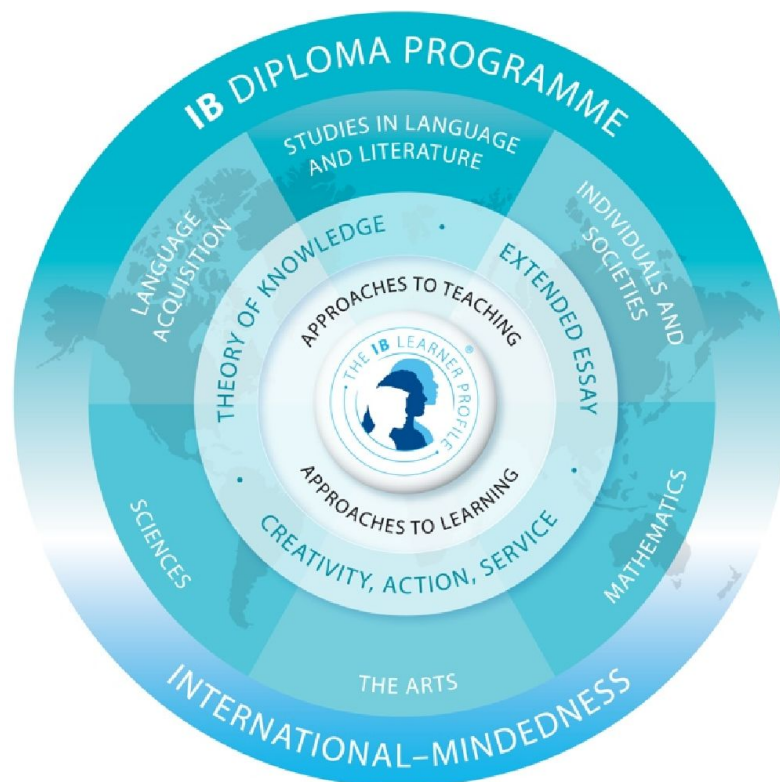 IB DIPLOMA PROGRAMME
STUDIES IN LANGUAGE
AND LITERATURE
LANGUAGE
ACQUISITION
INDIVIDUALS AND
SOCIETIES
THEORY OF KNOWLEDGE ·
EXTENDED ESSAY ·
APPROACHES TO TEACHING
· THE IB LEARNER PROFILE · ®
APPROACHES TO LEARNING
· CREATIVITY, ACTION, SERVICE
SCIENCES
MATHEMATICS
THE ARTS
INTERNATIONAL–MINDEDNESS